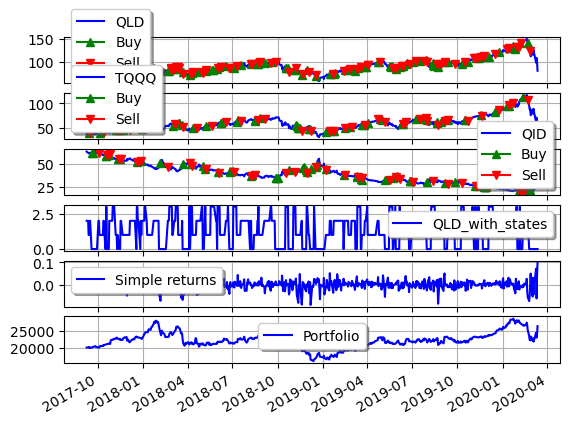 QLD
Buy
Sell
150
100
TQQQ
Buy
Sell
100
50
QID
Buy
Sell
50
25
QLD_with_states
2.5
0.0
Simple returns
0.1
0.0
Portfolio
25000
20000
2017-10
2018-01
2018-04
2018-07
2018-10
2019-01
2019-04
2019-07
2019-10
2020-01
2020-04